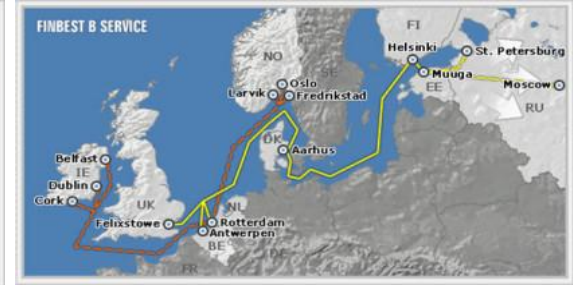 FINBEST B SERVICE
FI
Helsinki
St. Petersburg
NO
SE
Oslo
Larvik
Fredrikstad
Muuga
EE
Moscow
RU
DK
Aarhus
Belfast
IE
Dublin
Cork
UK
NL
Felixstowe
Rotterdam
Antwerpen
BE
DE
FR